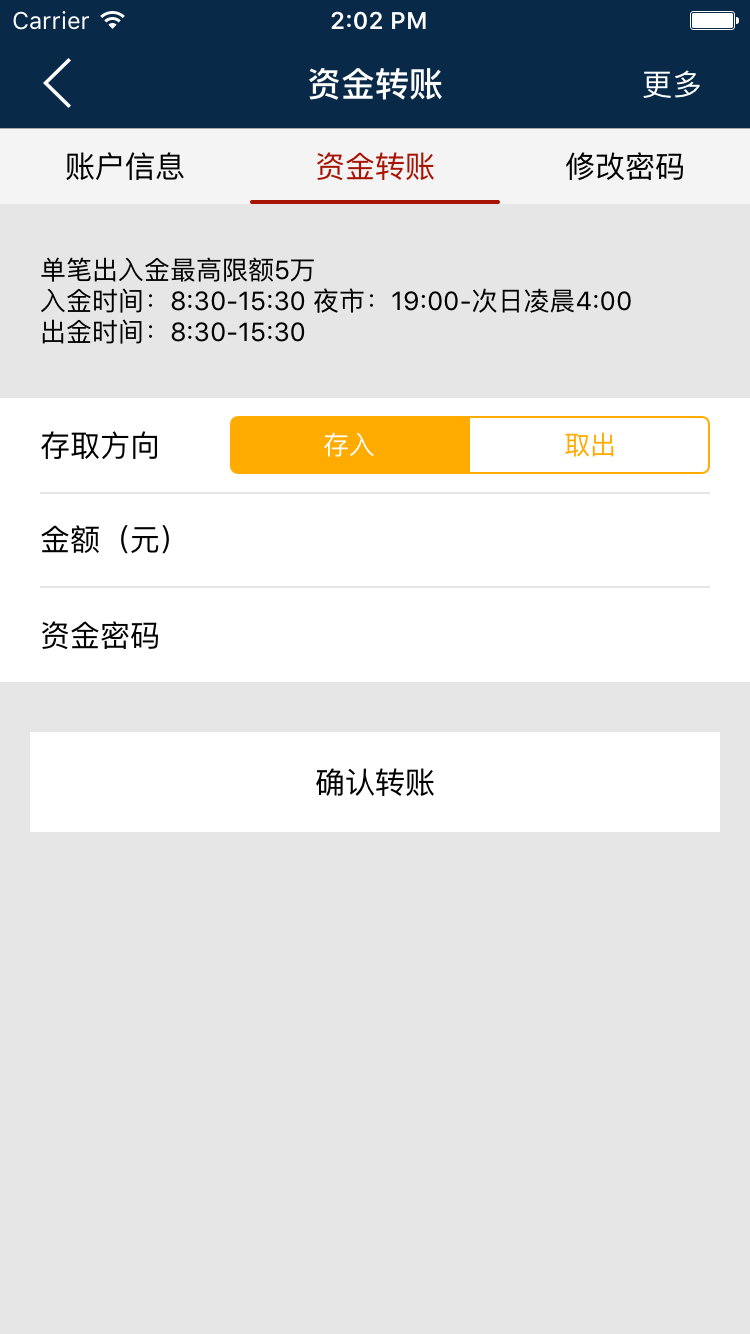 Carrier 2:02 PM
资金转账 更多
账户信息 资金转账 修改密码
单笔出入金最高限额5万
入金时间：8:30-15:30 夜市：19:00-次日凌晨4:00
出金时间：8:30-15:30
存取方向 存入 取出
金额（元）
资金密码
确认转账